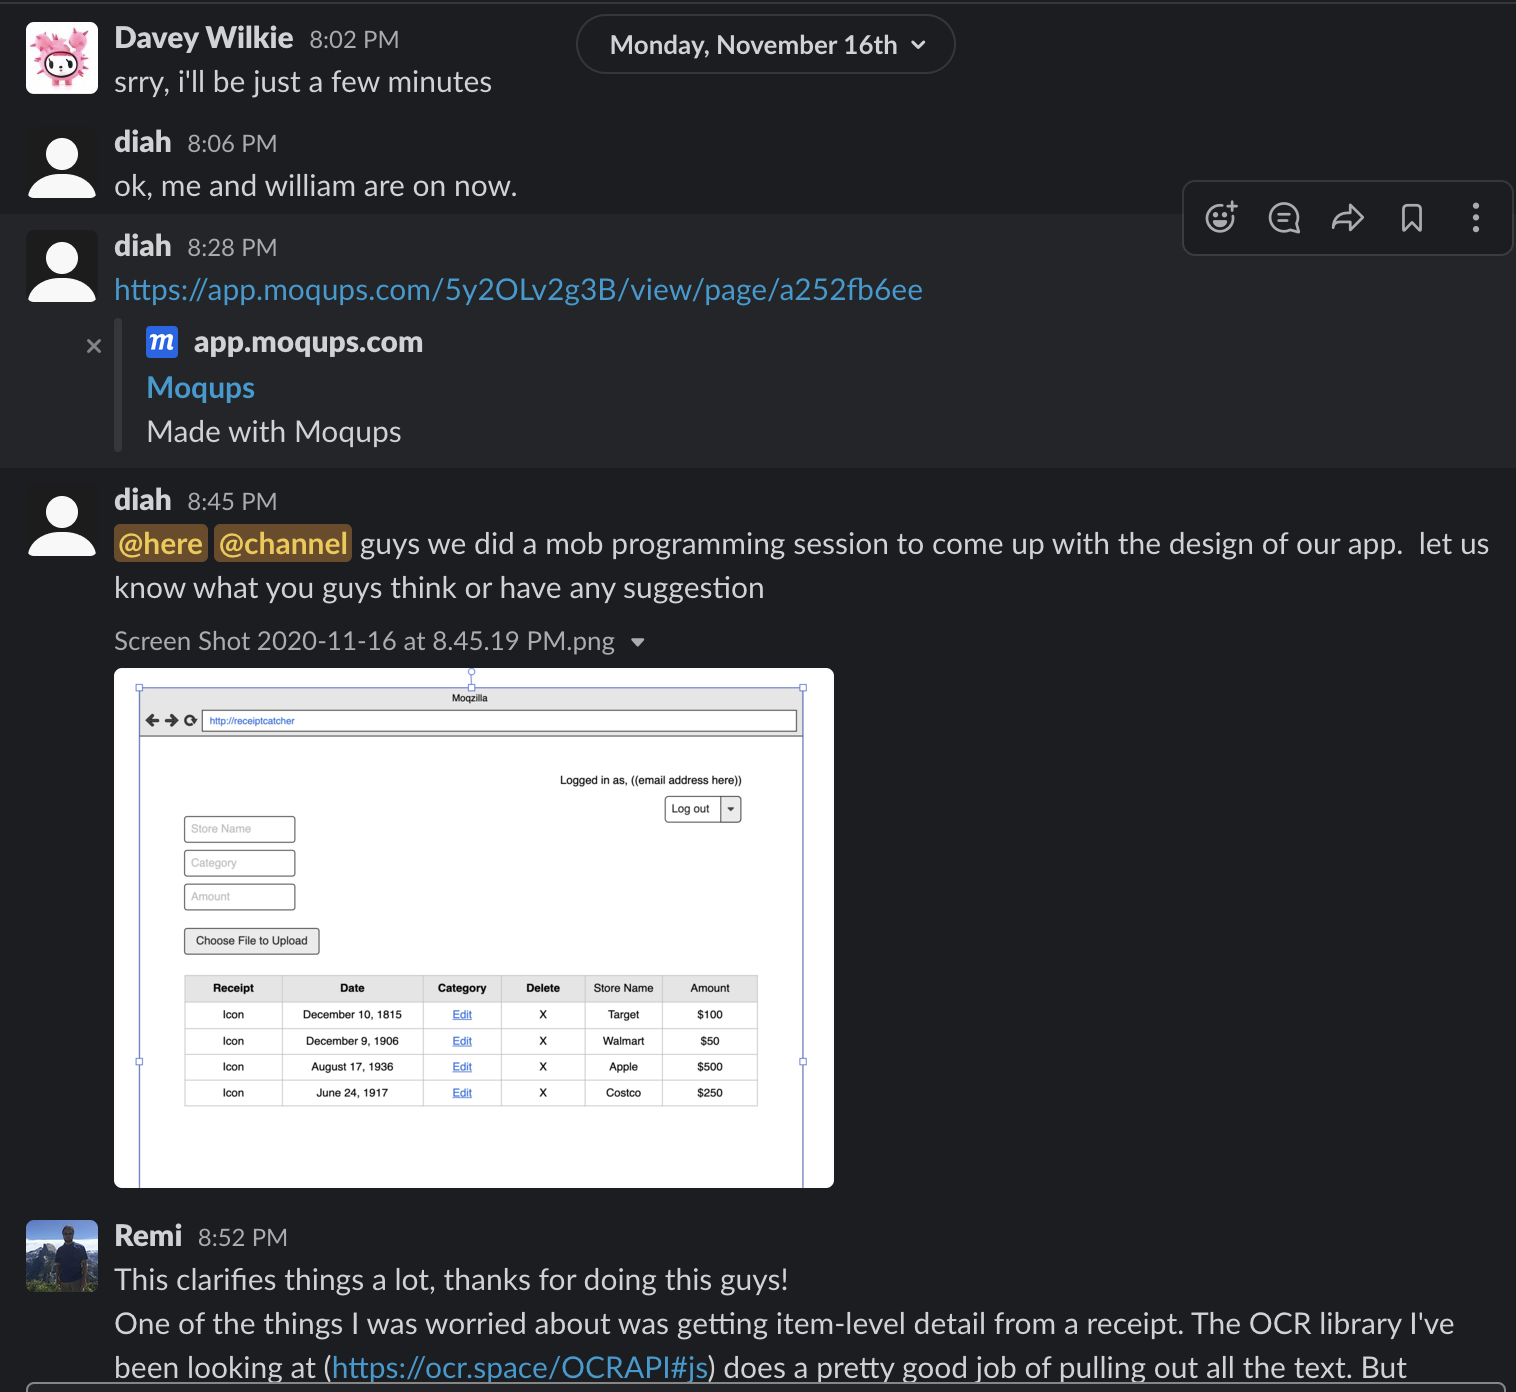 Davey Wilkie 8:02 PM
Monday, November 16th
srry, i'll be just a few minutes
diah 8:06 PM
ok, me and william are on now.
diah 8:28 PM
https://app.moqups.com/5y2OLv2g3B/view/page/a252fb6ee
m app.moqups.com
Moqups
Made with Moqups
diah 8:45 PM
@here @channel guys we did a mob programming session to come up with the design of our app. let us
know what you guys think or have any suggestion
Screen Shot 2020-11-16 at 8.45.19 PM.png
Moqzilla
http://receiptcatcher
Logged in as, ((email address here))
Log out
Store Name
Category
Amount
Choose File to Upload
Receipt Date Category Delete Store Name Amount
Icon December 10, 1815 Edit X Target $100
Icon December 9, 1906 Edit X Walmart $50
Icon August 17, 1936 Edit X Apple $500
Icon June 24, 1917 Edit X Costco $250
Remi 8:52 PM
This clarifies things a lot, thanks for doing this guys!
One of the things I was worried about was getting item-level detail from a receipt. The OCR library I've
been looking at (https://ocr.space/OCRAPI#js) does a pretty good job of pulling out all the text. But